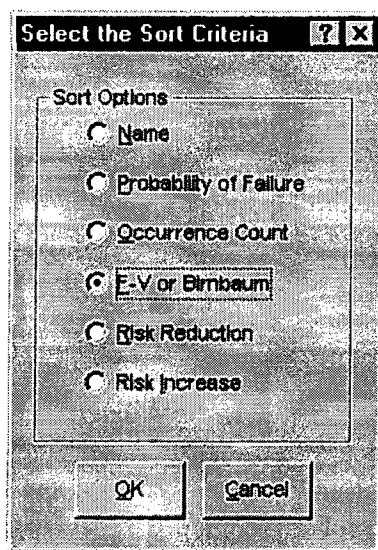 Select the Sort Criteria ? X
Sort Options
Name
Probability of Failure
Occurrence Count
F-V or Birnbaum
Risk Reduction
Risk Increase
OK Cancel